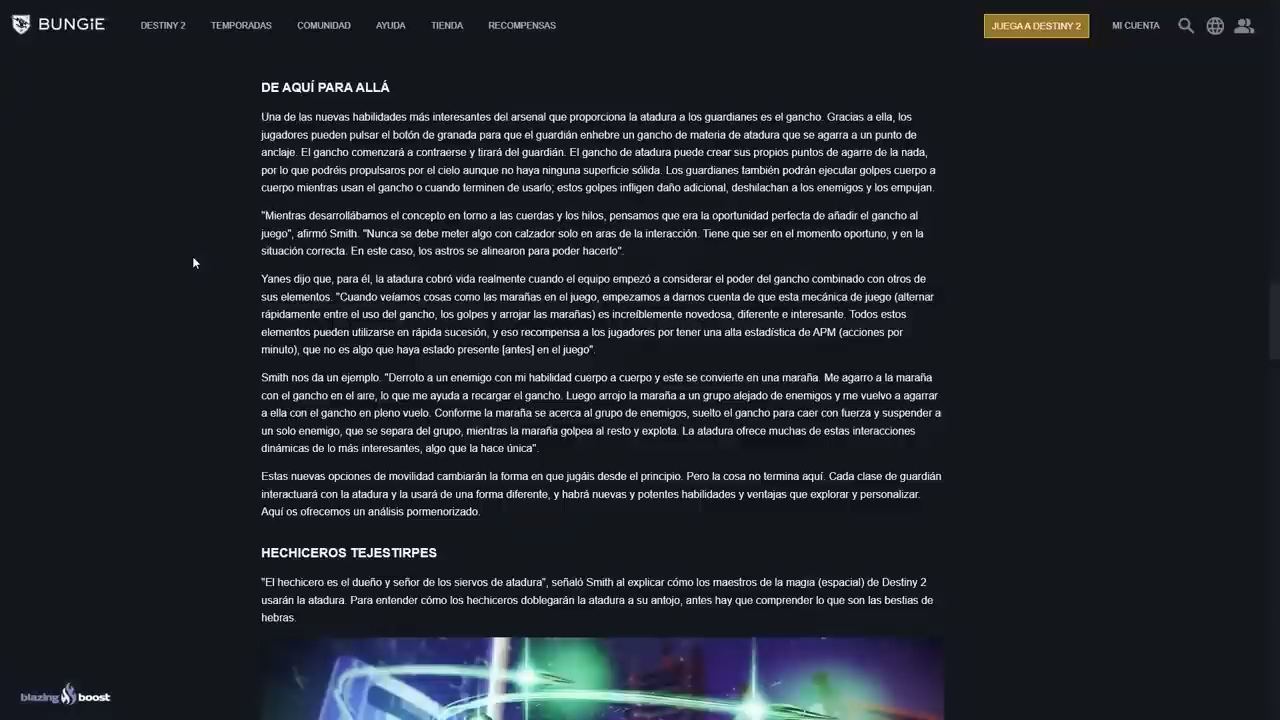 BUNGiE
DESTINY 2
TEMPORADAS
COMUNIDAD
AYUDA
TIENDA
RECOMPENSAS
JUEGA A DESTINY 2
MI CUENTA
DE AQUÍ PARA ALLÁ
Una de las nuevas habilidades más interesantes del arsenal que proporciona la atadura a los guardianes es el gancho. Gracias a ella, los
jugadores pueden pulsar el botón de granada para que el guardián enhebre un gancho de materia de atadura que se agarra a un punto de
anclaje. El gancho comenzará a contraerse y tirará del guardián. El gancho de atadura puede crear sus propios puntos de agarre de la nada,
por lo que podréis propulsaros por el cielo aunque no haya ninguna superficie sólida. Los guardianes también podrán ejecutar golpes cuerpo a
cuerpo mientras usan el gancho o cuando terminen de usarlo; estos golpes infligen daño adicional, deshilachan a los enemigos y los empujan.
"Mientras desarrollábamos el concepto en torno a las cuerdas y los hilos, pensamos que era la oportunidad perfecta de añadir el gancho al
juego", afirmó Smith. "Nunca se debe meter algo con calzador solo en aras de la interacción. Tiene que ser en el momento oportuno, y en la
situación correcta. En este caso, los astros se alinearon para poder hacerlo".
Yanes dijo que, para él, la atadura cobró vida realmente cuando el equipo empezó a considerar el poder del gancho combinado con otros de
sus elementos. "Cuando veíamos cosas como las marañas en el juego, empezamos a darnos cuenta de que esta mecánica de juego (alternar
rápidamente entre el uso del gancho, los golpes y arrojar las marañas) es increíblemente novedosa, diferente e interesante. Todos estos
elementos pueden utilizarse en rápida sucesión, y eso recompensa a los jugadores por tener una alta estadística de APM (acciones por
minuto), que no es algo que haya estado presente [antes] en el juego".
Smith nos da un ejemplo. "Derroto a un enemigo con mi habilidad cuerpo a cuerpo y este se convierte en una maraña. Me agarro a la maraña
con el gancho en el aire, lo que me ayuda a recargar el gancho. Luego arrojo la maraña a un grupo alejado de enemigos y me vuelvo a agarrar
a ella con el gancho en pleno vuelo. Conforme la maraña se acerca al grupo de enemigos, suelto el gancho para caer con fuerza y suspender a
un solo enemigo, que se separa del grupo, mientras la maraña golpea al resto y explota. La atadura ofrece muchas de estas interacciones
dinámicas de lo más interesantes, algo que la hace única".
Estas nuevas opciones de movilidad cambiarán la forma en que jugáis desde el principio. Pero la cosa no termina aquí. Cada clase de guardián
interactuará con la atadura y la usará de una forma diferente, y habrá nuevas y potentes habilidades y ventajas que explorar y personalizar.
Aquí os ofrecemos un análisis pormenorizado.
HECHICEROS TEJESTIRPES
"El hechicero es el dueño y señor de los siervos de atadura", señaló Smith al explicar cómo los maestros de la magia (espacial) de Destiny 2
usarán la atadura. Para entender cómo los hechiceros doblegarán la atadura a su antojo, antes hay que comprender lo que son las bestias de
hebras.
blazing boost